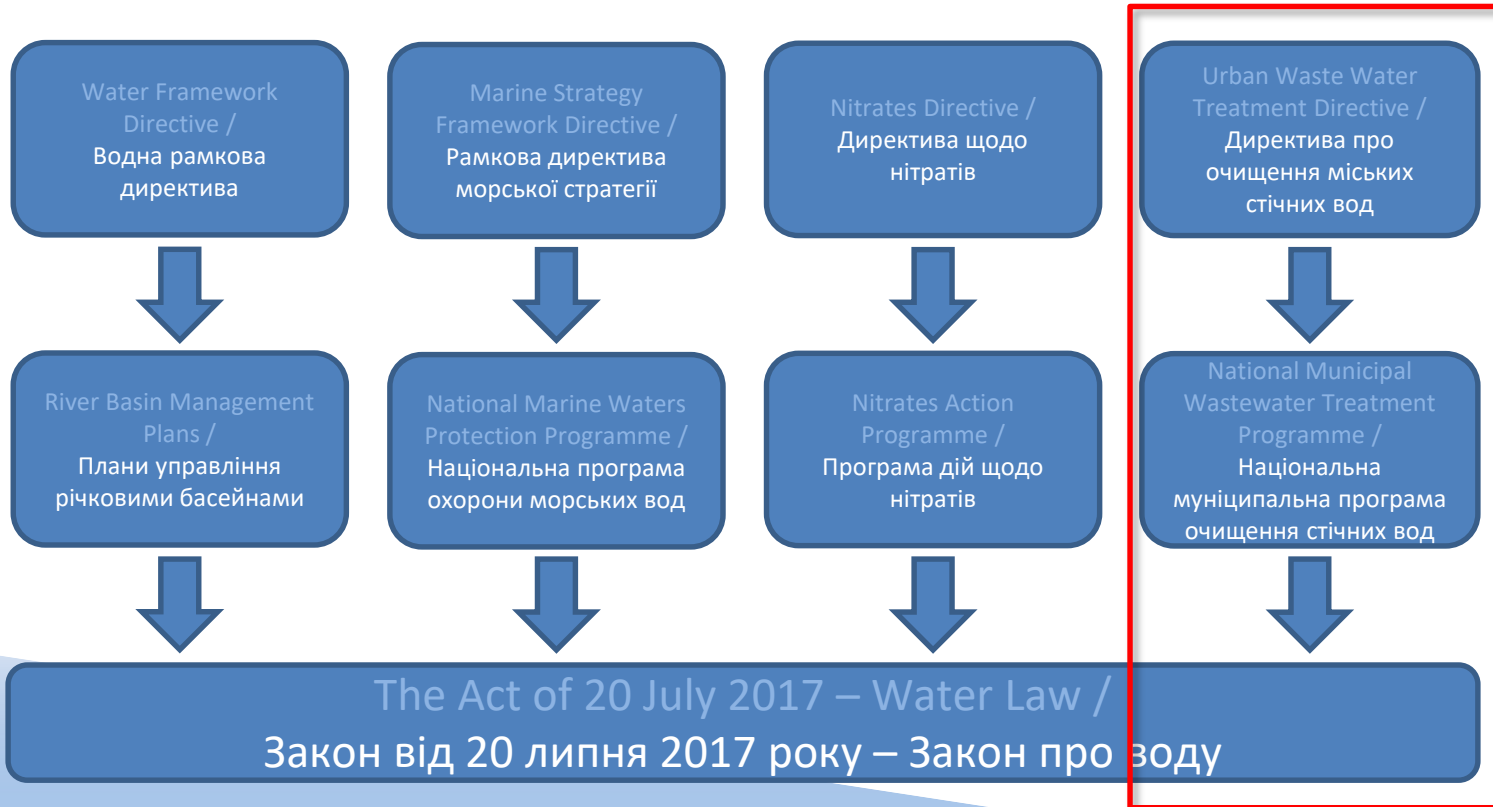 Water Framework
Directive /
Водна рамкова
директива
Marine Strategy
Framework Directive /
Рамкова директива
морської стратегії
Nitrates Directive /
Директива щодо
нітратів
Urban Waste Water
Treatment Directive /
Директива про
очищення міських
стічних вод
River Basin Management
Plans /
Плани управління
річковими басейнами
National Marine Waters
Protection Programme /
Національна програма
охорони морських вод
Nitrates Action
Programme /
Програма дій щодо
нітратів
National Municipal
Wastewater Treatment
Programme /
Національна
муніципальна програма
очищення стічних вод
The Act of 20 July 2017 – Water Law /
Закон від 20 липня 2017 року – Закон про воду